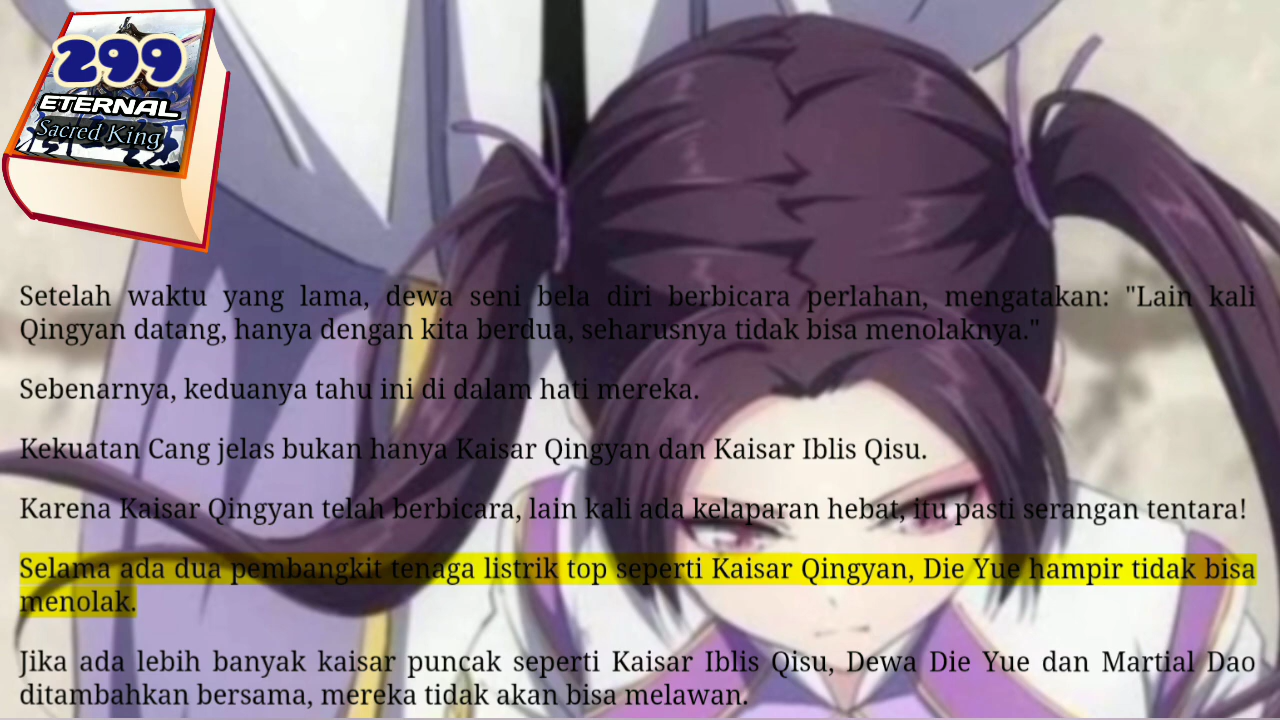 299
ETERNAL
Sacred King
Setelah waktu yang lama, dewa seni bela diri berbicara perlahan, mengatakan: "Lain kali
Qingyan datang, hanya dengan kita berdua, seharusnya tidak bisa menolaknya."
Sebenarnya, keduanya tahu ini di dalam hati mereka.
Kekuatan Cang jelas bukan hanya Kaisar Qingyan dan Kaisar Iblis Qisu.
Karena Kaisar Qingyan telah berbicara, lain kali ada kelaparan hebat, itu pasti serangan tentara!
Selama ada dua pembangkit tenaga listrik top seperti Kaisar Qingyan, Die Yue hampir tidak bisa
menolak.
Jika ada lebih banyak kaisar puncak seperti Kaisar Iblis Qisu, Dewa Die Yue dan Martial Dao
ditambahkan bersama, mereka tidak akan bisa melawan.